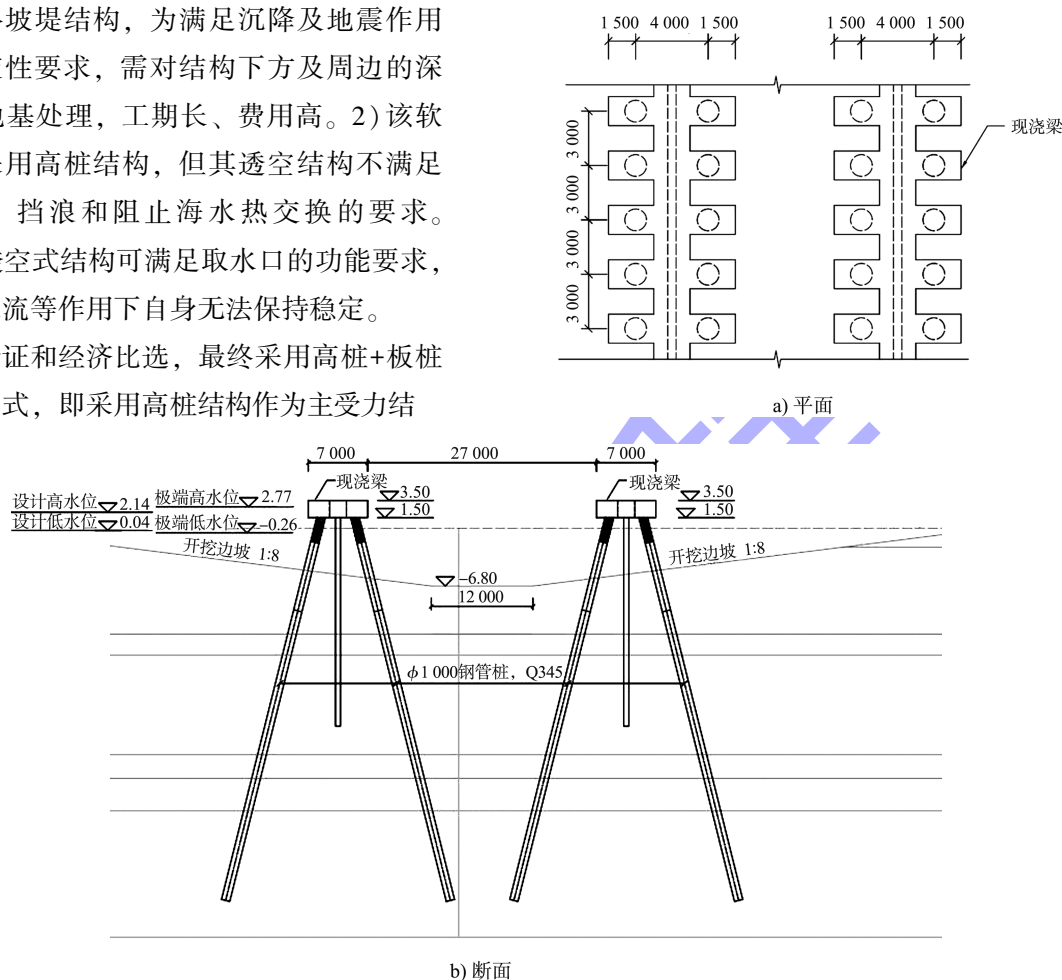 坡堤结构，为满足沉降及地震作用
性要求，需对结构下方及周边的深
基处理，工期长、费用高。2)该软
用高桩结构，但其透空结构不满足
挡浪和阻止海水热交换的要求。
空式结构可满足取水口的功能要求，
流等作用下自身无法保持稳定。
证和经济比选，最终采用高桩+板桩
式，即采用高桩结构作为主受力结
1 500 4 000 1 500
1 500 4 000 1 500
现浇梁
3 000
3 000
3 000
3 000
a) 平面
7 000
27 000
7 000
现浇梁
现浇梁
设计高水位 2.14
极端高水位 2.77
3.50
3.50
设计低水位 0.04
极端低水位 -0.26
1.50
1.50
开挖边坡 1:8
开挖边坡 1:8
-6.80
12 000
ϕ1 000钢管桩，Q345
b) 断面